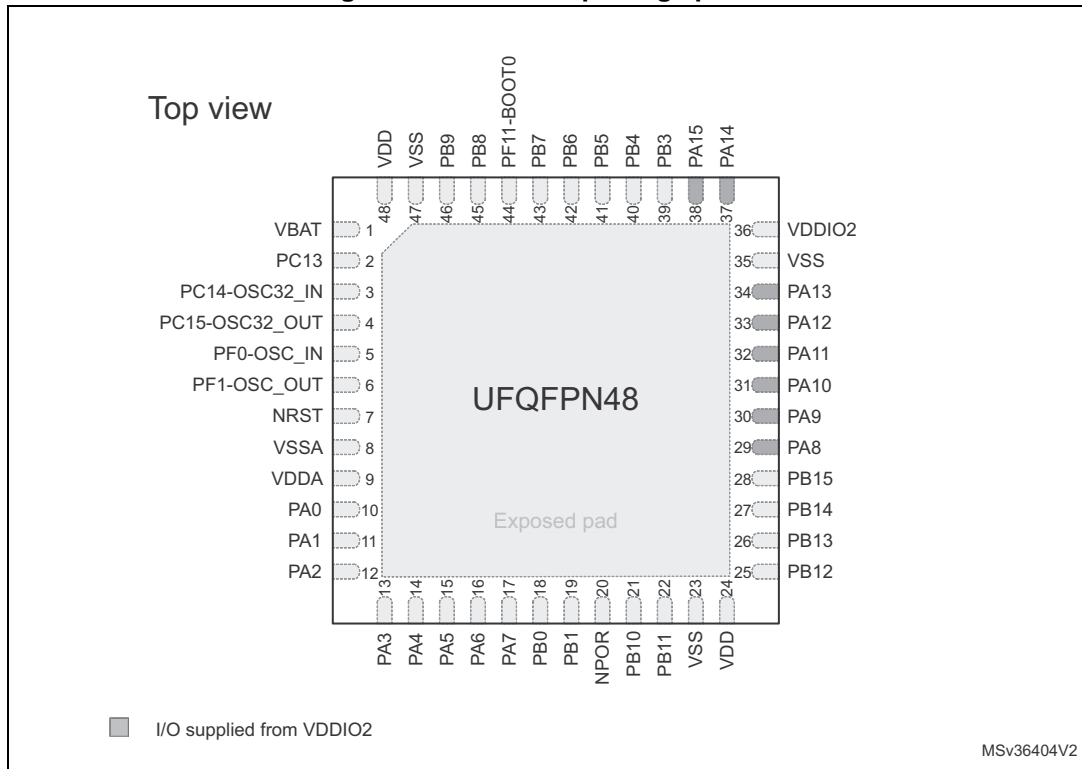 Top view
VDD
VSS
PB9
PB8
PF11-BOOT0
PB7
PB6
PB5
PB4
PB3
PA15
PA14
48
47
46
45
44
43
42
41
40
39
38
37
VBAT 1
PC13 2
PC14-OSC32_IN 3
PC15-OSC32_OUT 4
PF0-OSC_IN 5
PF1-OSC_OUT 6
NRST 7
VSSA 8
VDDA 9
PA0 10
PA1 11
PA2 12
36 VDDIO2
35 VSS
34 PA13
33 PA12
32 PA11
31 PA10
30 PA9
29 PA8
28 PB15
27 PB14
26 PB13
25 PB12
UFQFPN48
Exposed pad
13
14
15
16
17
18
19
20
21
22
23
24
PA3
PA4
PA5
PA6
PA7
PB0
PB1
NPOR
PB10
PB11
VSS
VDD
I/O supplied from VDDIO2
MSv36404V2